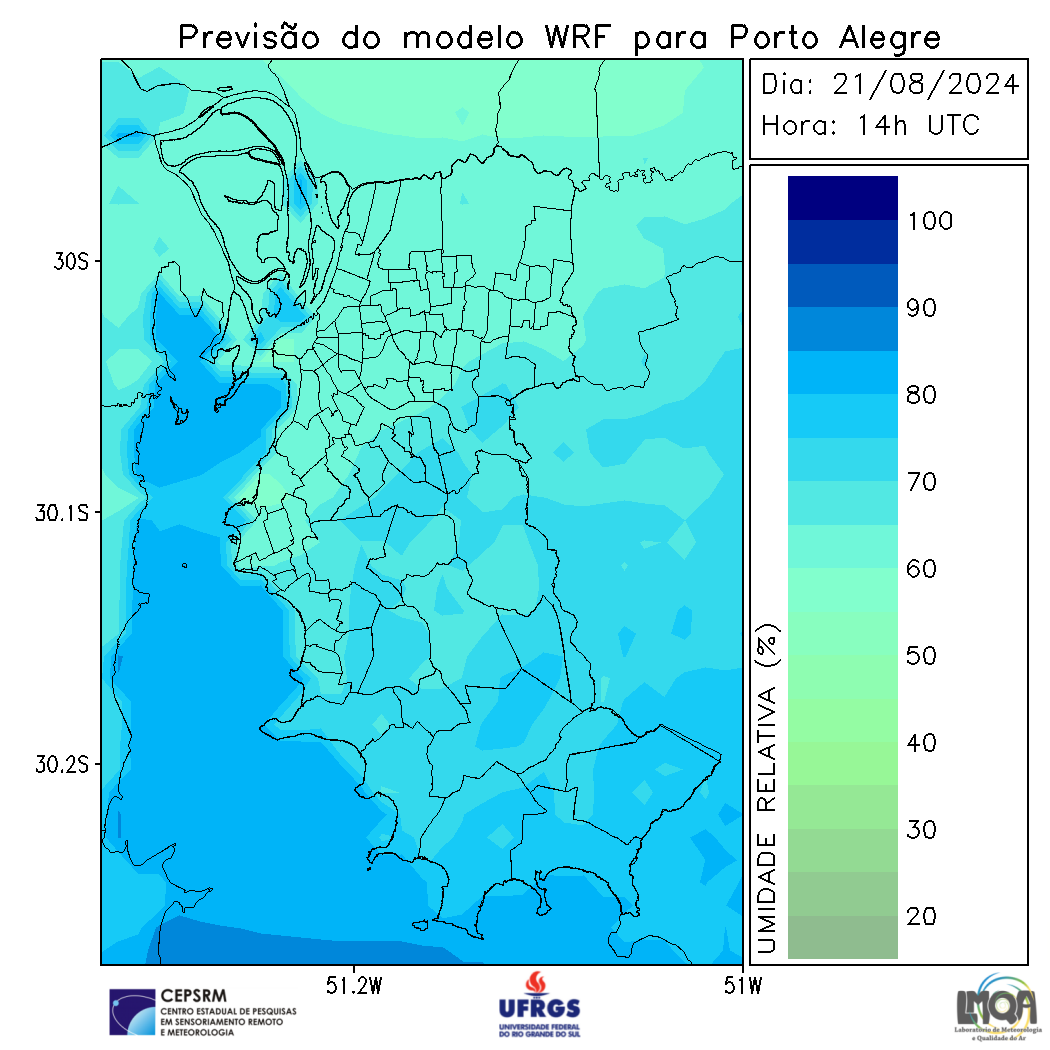 Previsão do modelo WRF para Porto Alegre
Dia: 21/08/2024
Hora: 14h UTC
30S
30.1S
30.2S
51.2W
51W
UMIDADE RELATIVA (%)
100
90
80
70
60
50
40
30
20
CEPSRM
CENTRO ESTADUAL DE PESQUISAS
EM SENSORIAMENTO REMOTO
E METEOROLOGIA
UFRGS
UNIVERSIDADE FEDERAL
DO RIO GRANDE DO SUL
LMQA
Laboratório de Meteorologia
e Qualidade do Ar